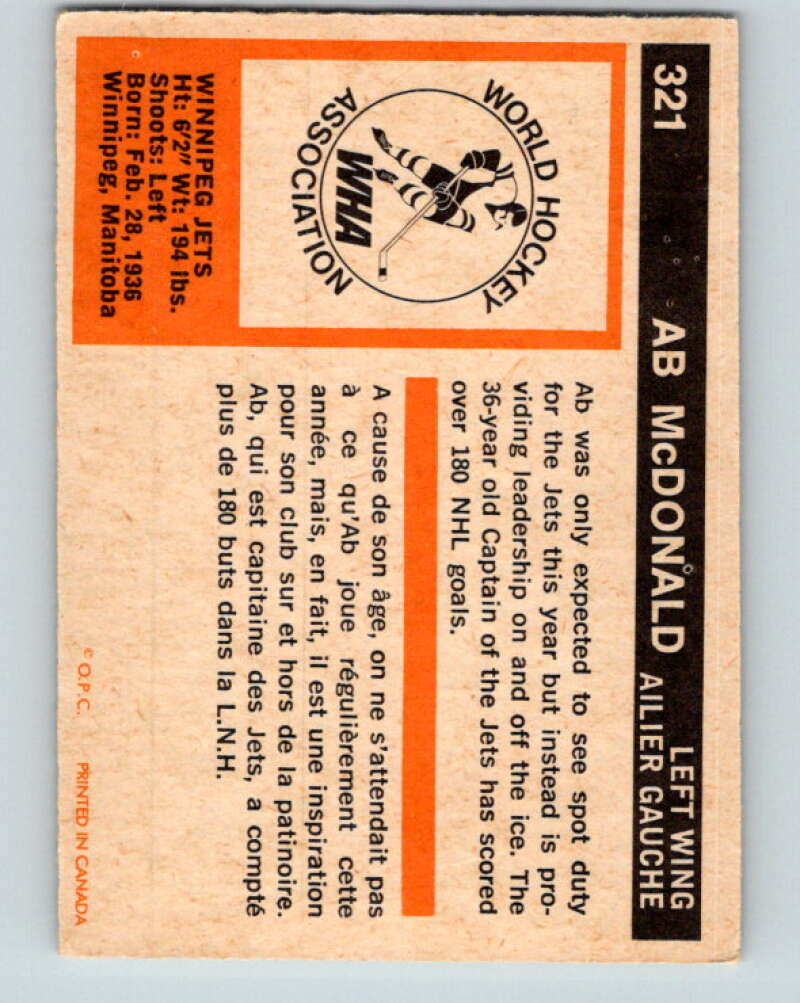 321
AB McDONALD
LEFT WING
AILIER GAUCHE
WORLD HOCKEY
ASSOCIATION
WHA
WINNIPEG JETS
Ht: 6'2" Wt: 194 lbs.
Shoots: Left
Born: Feb. 28, 1936
Winnipeg, Manitoba
Ab was only expected to see spot duty
for the Jets this year but instead is pro-
viding leadership on and off the ice. The
36-year old Captain of the Jets has scored
over 180 NHL goals.
A cause de son âge, on ne s'attendait pas
à ce qu'Ab joue régulièrement cette
année, mais, en fait, il est une inspiration
pour son club sur et hors de la patinoire.
Ab, qui est capitaine des Jets, a compté
plus de 180 buts dans la L.N.H.
© O.P.C. PRINTED IN CANADA